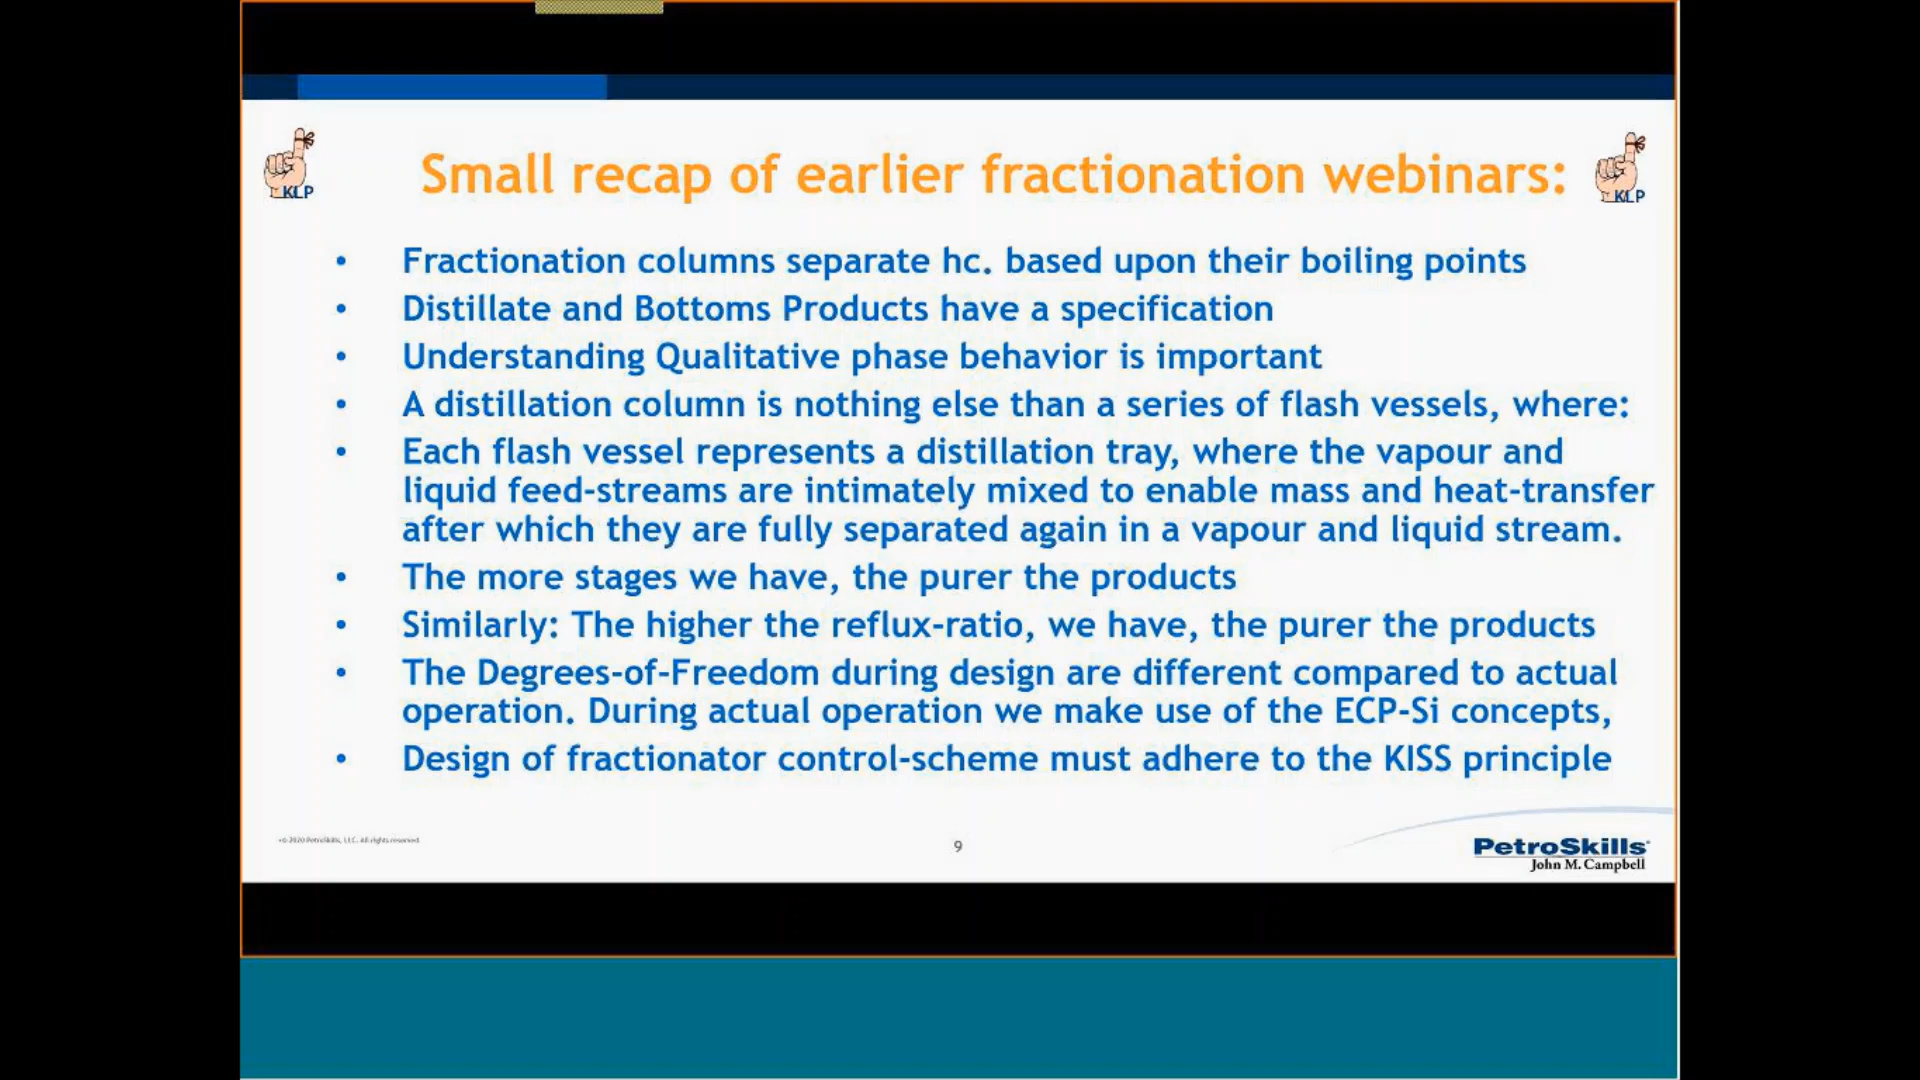 KLP
Small recap of earlier fractionation webinars:
KLP
• Fractionation columns separate hc. based upon their boiling points
• Distillate and Bottoms Products have a specification
• Understanding Qualitative phase behavior is important
• A distillation column is nothing else than a series of flash vessels, where:
• Each flash vessel represents a distillation tray, where the vapour and
liquid feed-streams are intimately mixed to enable mass and heat-transfer
after which they are fully separated again in a vapour and liquid stream.
• The more stages we have, the purer the products
• Similarly: The higher the reflux-ratio, we have, the purer the products
• The Degrees-of-Freedom during design are different compared to actual
operation. During actual operation we make use of the ECP-Si concepts,
• Design of fractionator control-scheme must adhere to the KISS principle
© 2020 PetroSkills, LLC. All rights reserved.
9
PetroSkills
John M. Campbell